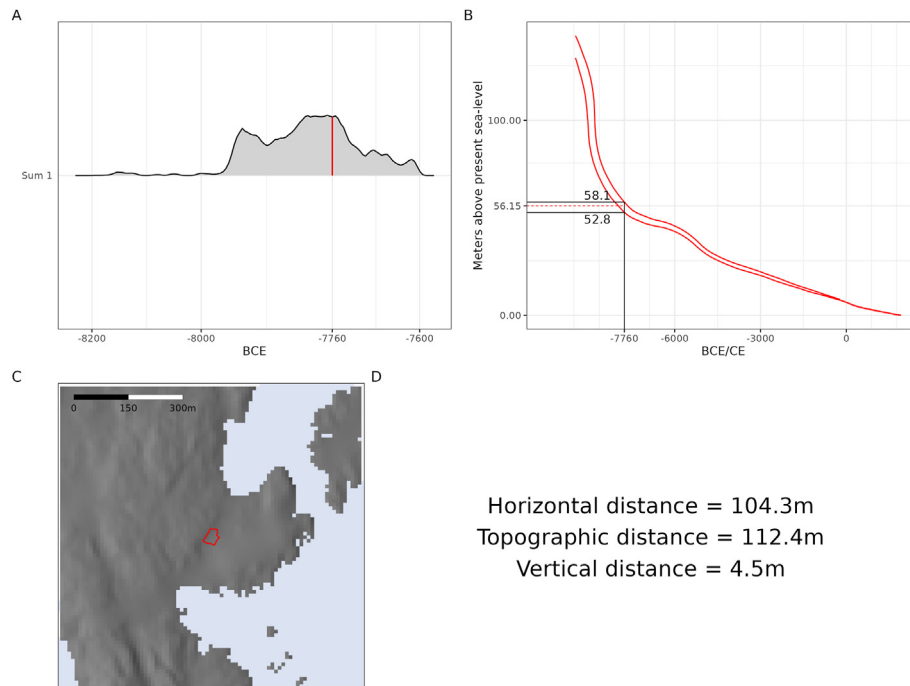 A
Sum 1
-8200
-8000
-7760
-7600
BCE
B
Meters above present sea-level
100.00
56.15
0.00
58.1
52.8
-7760
-6000
-3000
0
BCE/CE
C
0
150
300m
D
Horizontal distance = 104.3m
Topographic distance = 112.4m
Vertical distance = 4.5m